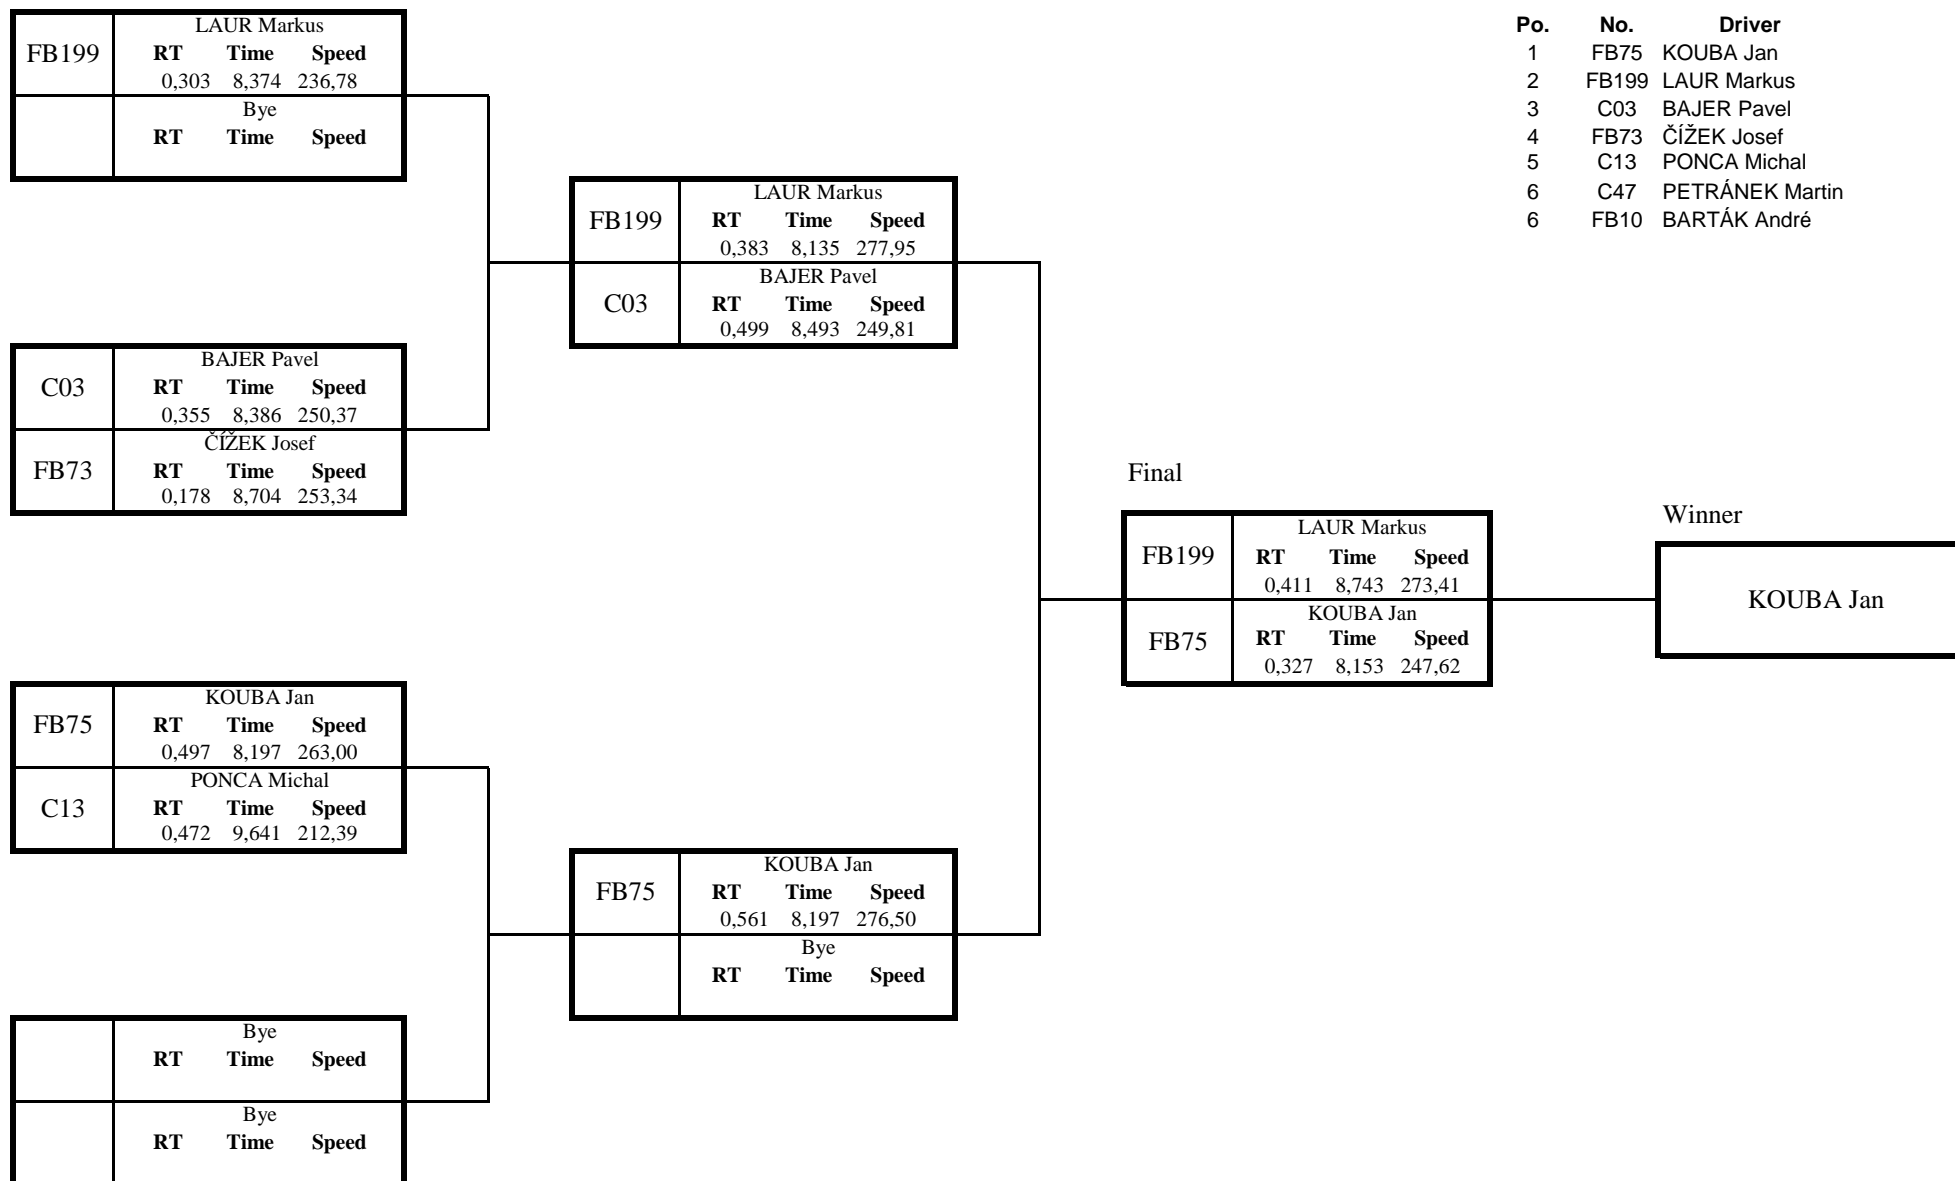 LAUR Markus
FB199 RT Time Speed
0,303 8,374 236,78
Bye
RT Time Speed
BAJER Pavel
C03 RT Time Speed
0,355 8,386 250,37
ČÍŽEK Josef
FB73 RT Time Speed
0,178 8,704 253,34
KOUBA Jan
FB75 RT Time Speed
0,497 8,197 263,00
PONCA Michal
C13 RT Time Speed
0,472 9,641 212,39
Bye
RT Time Speed
Bye
RT Time Speed
LAUR Markus
FB199 RT Time Speed
0,383 8,135 277,95
BAJER Pavel
C03 RT Time Speed
0,499 8,493 249,81
KOUBA Jan
FB75 RT Time Speed
0,561 8,197 276,50
Bye
RT Time Speed
Final
LAUR Markus
FB199 RT Time Speed
0,411 8,743 273,41
KOUBA Jan
FB75 RT Time Speed
0,327 8,153 247,62
Winner
KOUBA Jan
Po. No. Driver
1 FB75 KOUBA Jan
2 FB199 LAUR Markus
3 C03 BAJER Pavel
4 FB73 ČÍŽEK Josef
5 C13 PONCA Michal
6 C47 PETRÁNEK Martin
6 FB10 BARTÁK André